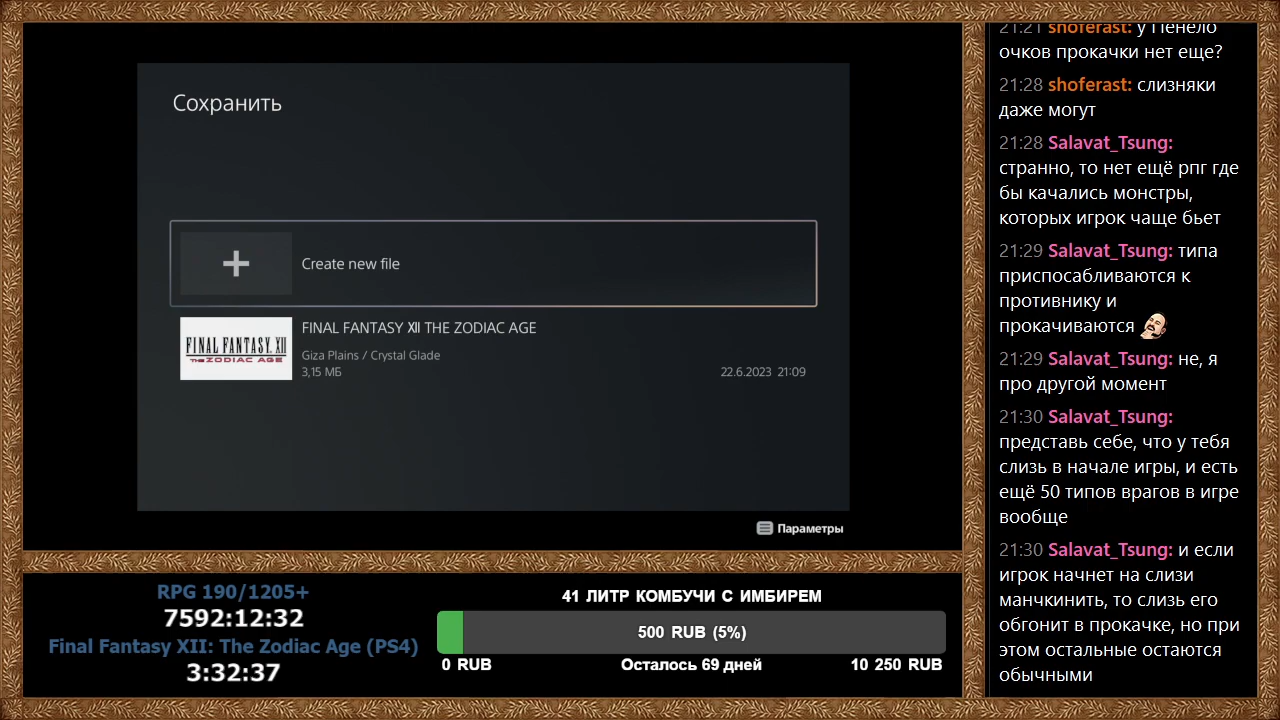 Сохранить
Create new file
FINAL FANTASY XII
THE ZODIAC AGE
FINAL FANTASY XII THE ZODIAC AGE
Giza Plains / Crystal Glade
3,15 МБ
22.6.2023 21:09
Параметры
RPG 190/1205+
7592:12:32
Final Fantasy XII: The Zodiac Age (PS4)
3:32:37
41 ЛИТР КОМБУЧИ С ИМБИРЕМ
500 RUB (5%)
0 RUB
Осталось 69 дней
10 250 RUB
21:21 shoferast: у Пенело
очков прокачки нет еще?
21:28 shoferast: слизняки
даже могут
21:28 Salavat_Tsung:
странно, то нет ещё рпг где
бы качались монстры,
которых игрок чаще бьет
21:29 Salavat_Tsung: типа
приспосабливаются к
противнику и
прокачиваются
21:29 Salavat_Tsung: не, я
про другой момент
21:30 Salavat_Tsung:
представь себе, что у тебя
слизь в начале игры, и есть
ещё 50 типов врагов в игре
вообще
21:30 Salavat_Tsung: и если
игрок начнет на слизи
манчкинить, то слизь его
обгонит в прокачке, но при
этом остальные остаются
обычными